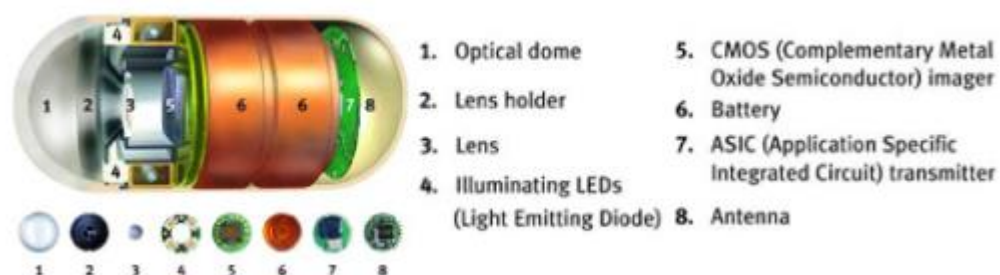 4
1 2 3 5 6 6 7 8
4
1 2 3 4 5 6 7 8
1. Optical dome
2. Lens holder
3. Lens
4. Illuminating LEDs
(Light Emitting Diode)
5. CMOS (Complementary Metal
Oxide Semiconductor) imager
6. Battery
7. ASIC (Application Specific
Integrated Circuit) transmitter
8. Antenna